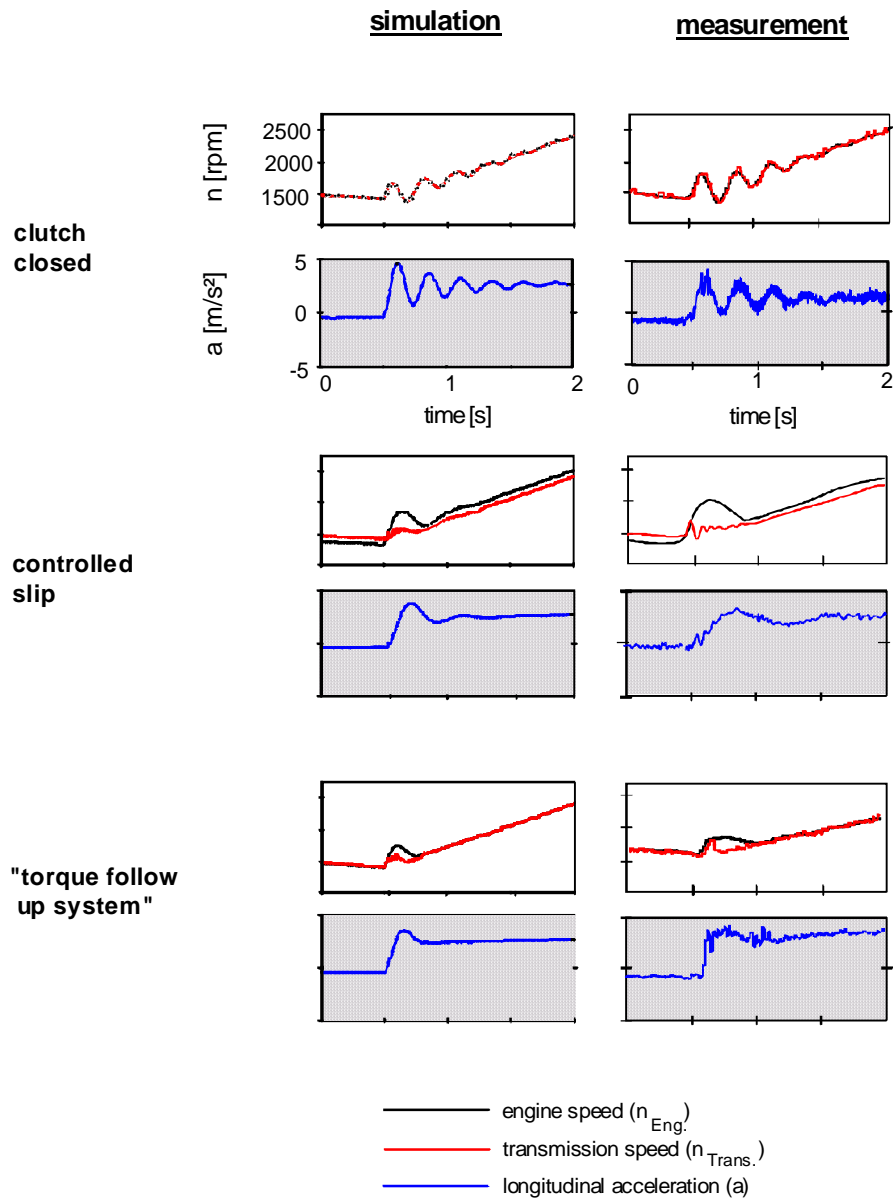 simulation
measurement
clutch
closed
n [rpm]
2500
2000
1500
a [m/s²]
5
0
-5
0 1 2
time [s]
0 1 2
time [s]
controlled
slip
"torque follow
up system"
engine speed (n Eng.)
transmission speed (n Trans.)
longitudinal acceleration (a)